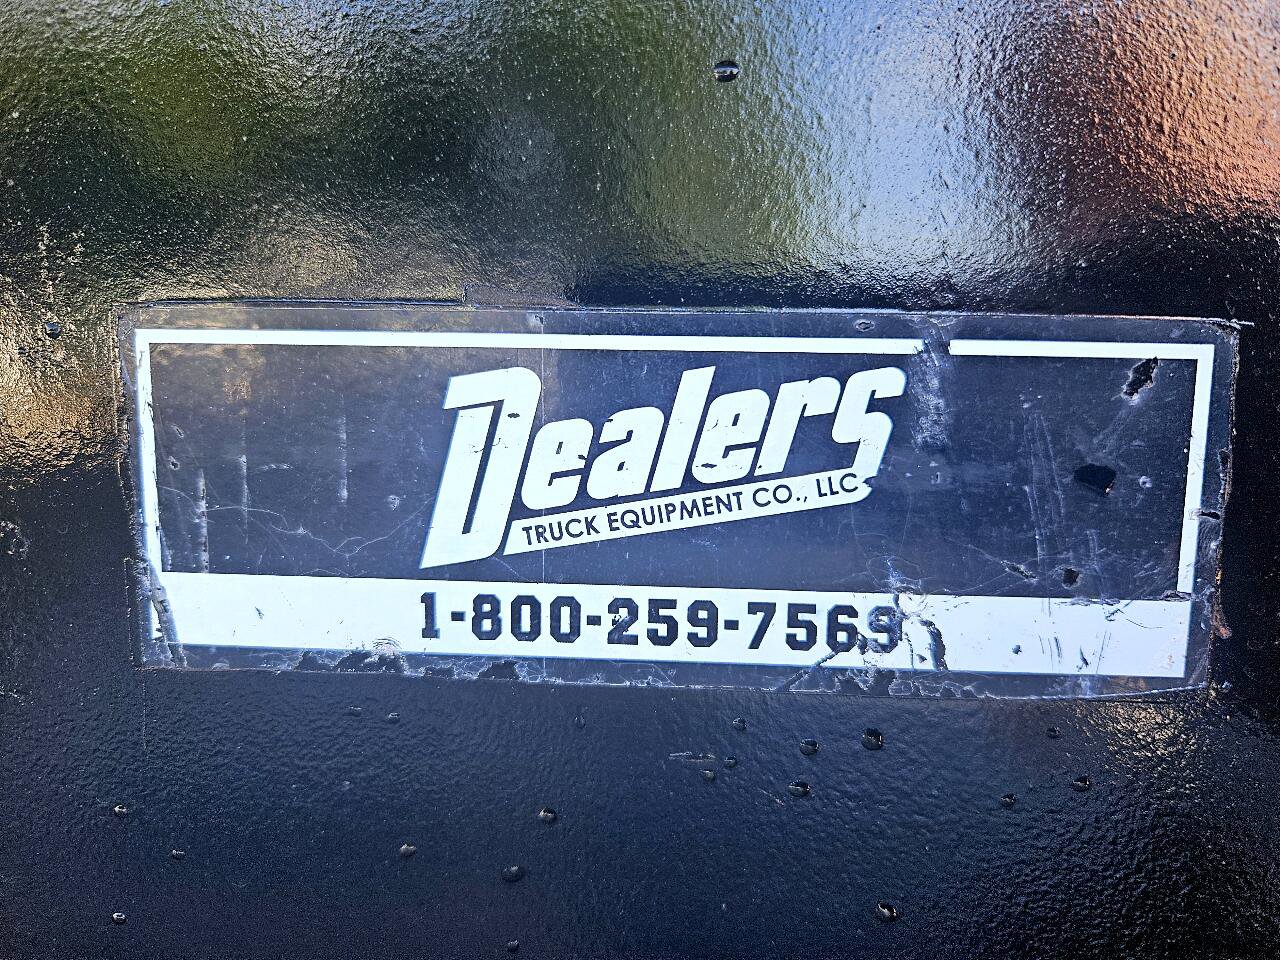 Dealers
TRUCK EQUIPMENT CO., LLC
1-800-259-7569